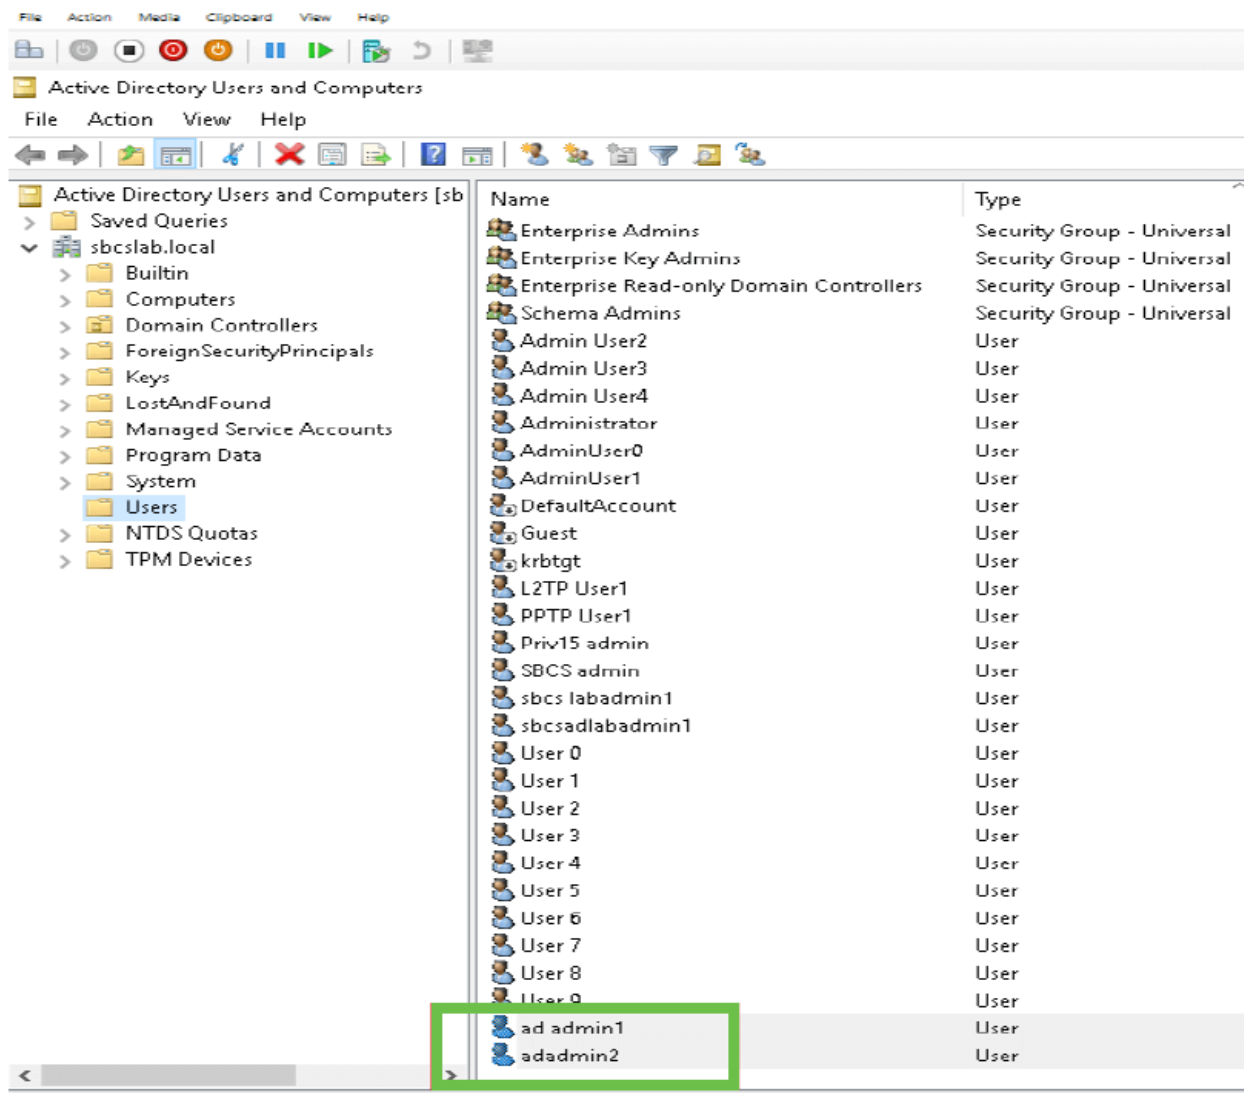 File Action Media Clipboard View Help
Active Directory Users and Computers
File Action View Help
Active Directory Users and Computers [sb
Saved Queries
sbcslab.local
Builtin
Computers
Domain Controllers
ForeignSecurityPrincipals
Keys
LostAndFound
Managed Service Accounts
Program Data
System
Users
NTDS Quotas
TPM Devices
Name Type
Enterprise Admins Security Group - Universal
Enterprise Key Admins Security Group - Universal
Enterprise Read-only Domain Controllers Security Group - Universal
Schema Admins Security Group - Universal
Admin User2 User
Admin User3 User
Admin User4 User
Administrator User
AdminUser0 User
AdminUser1 User
DefaultAccount User
Guest User
krbtgt User
L2TP User1 User
PPTP User1 User
Priv15 admin User
SBCS admin User
sbcs labadmin1 User
sbcsadlabadmin1 User
User 0 User
User 1 User
User 2 User
User 3 User
User 4 User
User 5 User
User 6 User
User 7 User
User 8 User
User 9 User
ad admin1 User
adadmin2 User